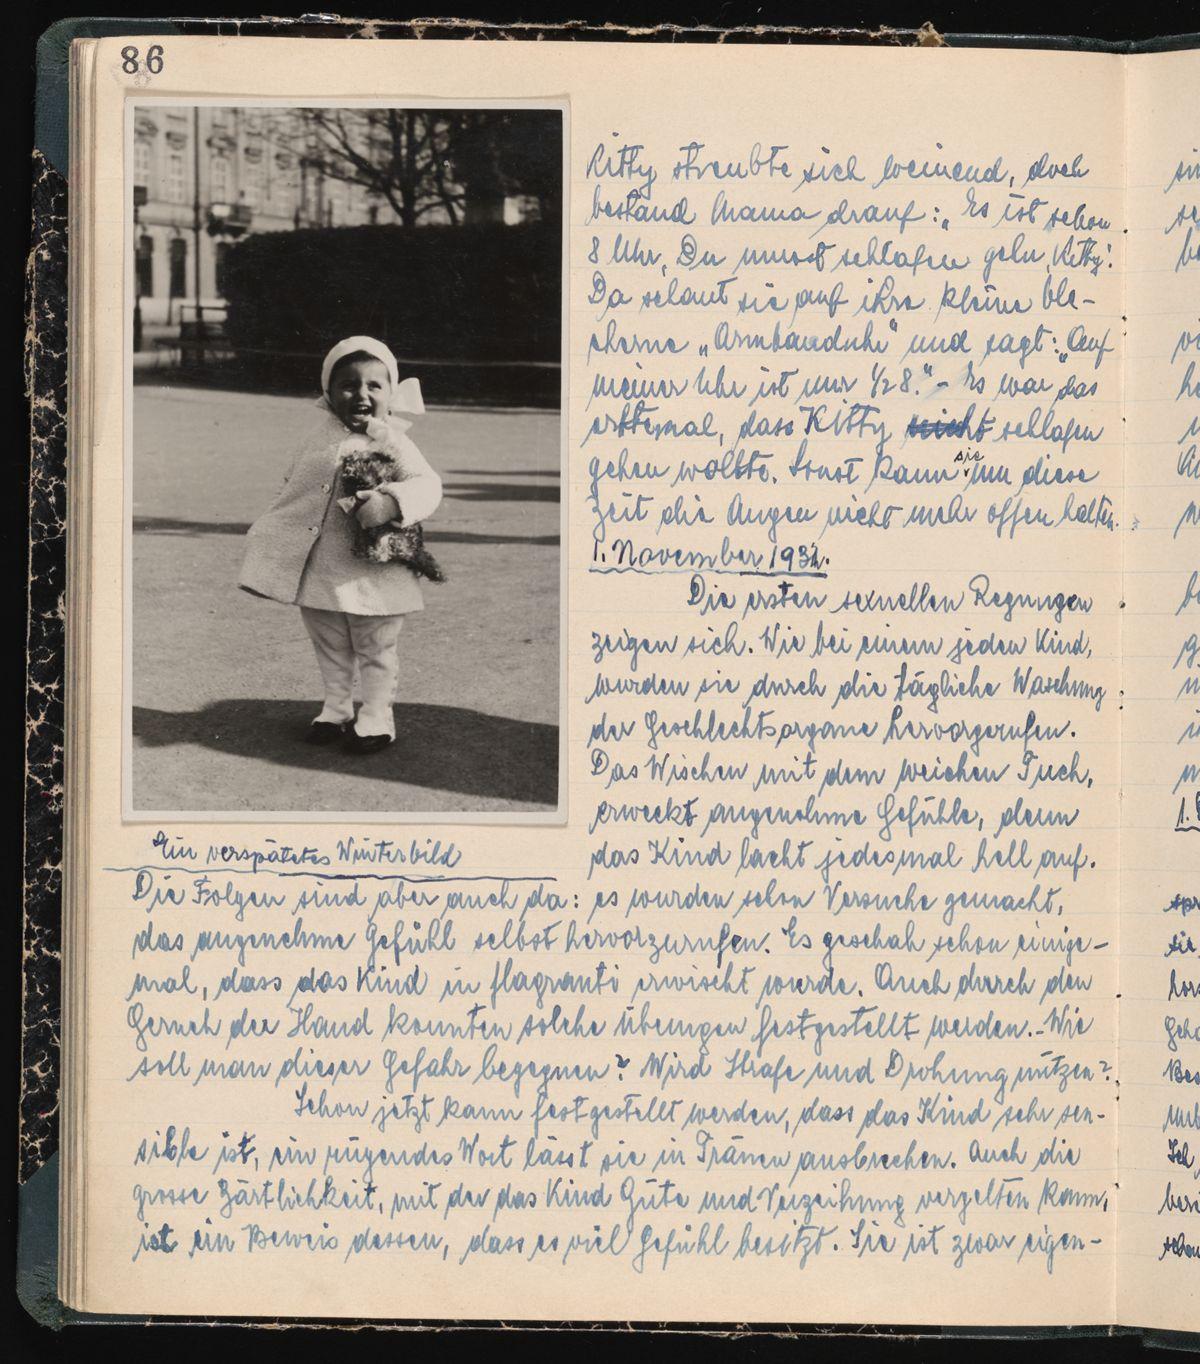 86
Kitty streubte sich weinend, doch
bestand Mama drauf: „Es ist schon
8 Uhr, Du musst schlafen gehn, Kitty!
Da schaut sie auf ihre kleine ble-
cherne „Armbanduhr" und sagt: „Auf
meiner Uhr ist nur ½ 8." - Es war das
erstemal, dass Kitty nicht schlafen
gehen wollte. Sonst kann sie um diese
Zeit die Augen nicht mehr offen halten.
1. November 193
Die ersten sexuellen Regungen
zeigen sich. Wie bei einem jeden Kind,
wurden sie durch die tägliche Waschung
der Geschlechtsorgane hervorgerufen.
Das Wischen mit dem weichen Tuch,
erweckt angenehme Gefühle, denn
das Kind lacht jedesmal hell auf.
Ein verspätetes Winterbild
Die Folgen sind aber auch da: es wurden schon Versuche gemacht,
das angenehme Gefühl selbst hervorzurufen. Es geschah schon einige-
mal, dass das Kind in flagranti erwischt wurde. Auch durch den
Geruch der Hand konnten solche Übungen festgestellt werden. - Wie
soll man dieser Gefahr begegnen? Wird Strafe und Drohung nützen?
Schon jetzt kann festgestellt werden, dass das Kind sehr sen-
sible ist, ein rügendes Wort lässt sie in Tränen ausbrechen. Auch die
grosse Zärtlichkeit, mit der das Kind Güte und Verzeihung vergelten kann,
ist ein Beweis dessen, dass es viel Gefühl besitzt. Sie ist zwar eigen-